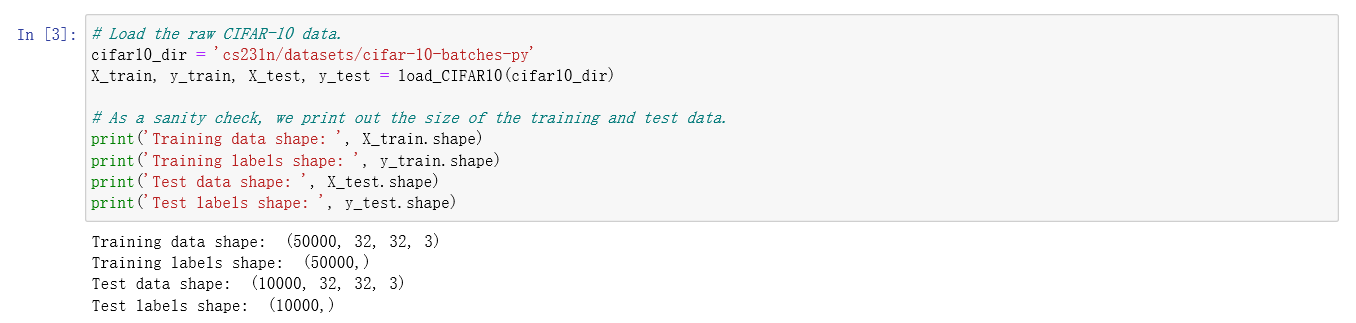 In [3]:
# Load the raw CIFAR-10 data.
cifar10_dir = 'cs231n/datasets/cifar-10-batches-py'
X_train, y_train, X_test, y_test = load_CIFAR10(cifar10_dir)
# As a sanity check, we print out the size of the training and test data.
print('Training data shape: ', X_train.shape)
print('Training labels shape: ', y_train.shape)
print('Test data shape: ', X_test.shape)
print('Test labels shape: ', y_test.shape)
Training data shape:  (50000, 32, 32, 3)
Training labels shape:  (50000,)
Test data shape:  (10000, 32, 32, 3)
Test labels shape:  (10000,)